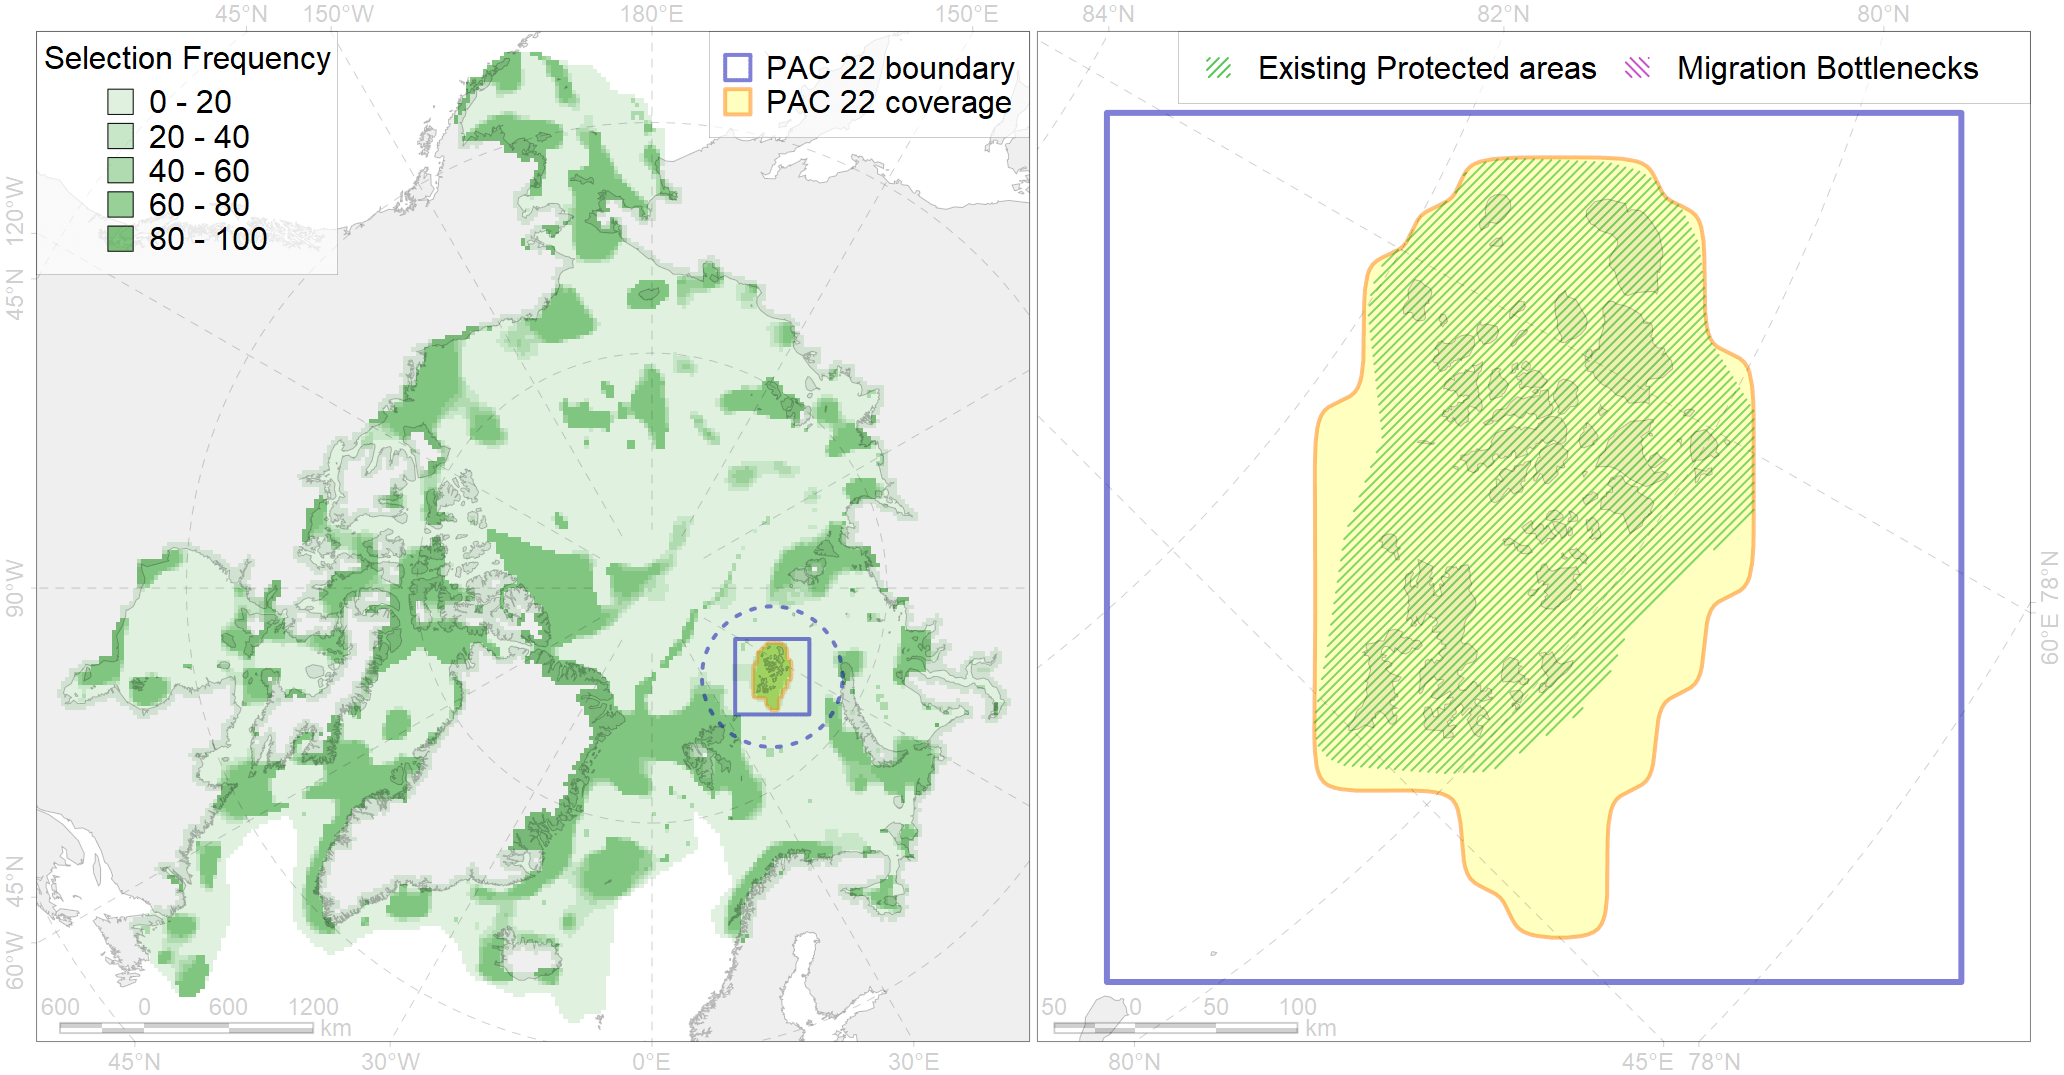 45°N 150°W 180°E 150°E 84°N 82°N 80°N
Selection Frequency
0 - 20
20 - 40
40 - 60
60 - 80
80 - 100
PAC 22 boundary
PAC 22 coverage
Existing Protected areas Migration Bottlenecks
120°W
45°N
90°W
45°N
60°W
78°N
60°E
600 0 600 1200
km
50 0 50 100
km
45°N 30°W 0°E 30°E 80°N 45°E 78°N